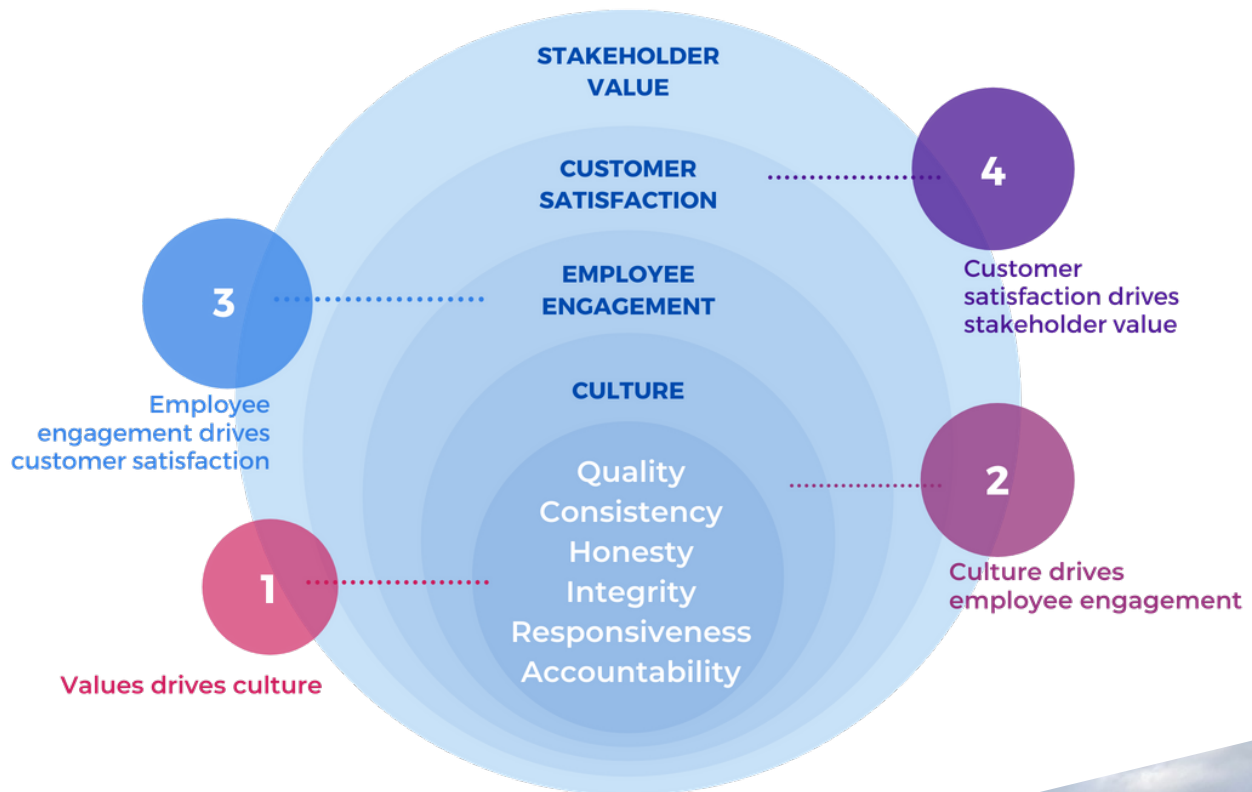 STAKEHOLDER
VALUE
CUSTOMER
SATISFACTION
4
Customer
satisfaction drives
stakeholder value
EMPLOYEE
ENGAGEMENT
3
Employee
engagement drives
customer satisfaction
CULTURE
2
Culture drives
employee engagement
Quality
Consistency
Honesty
Integrity
Responsiveness
Accountability
1
Values drives culture